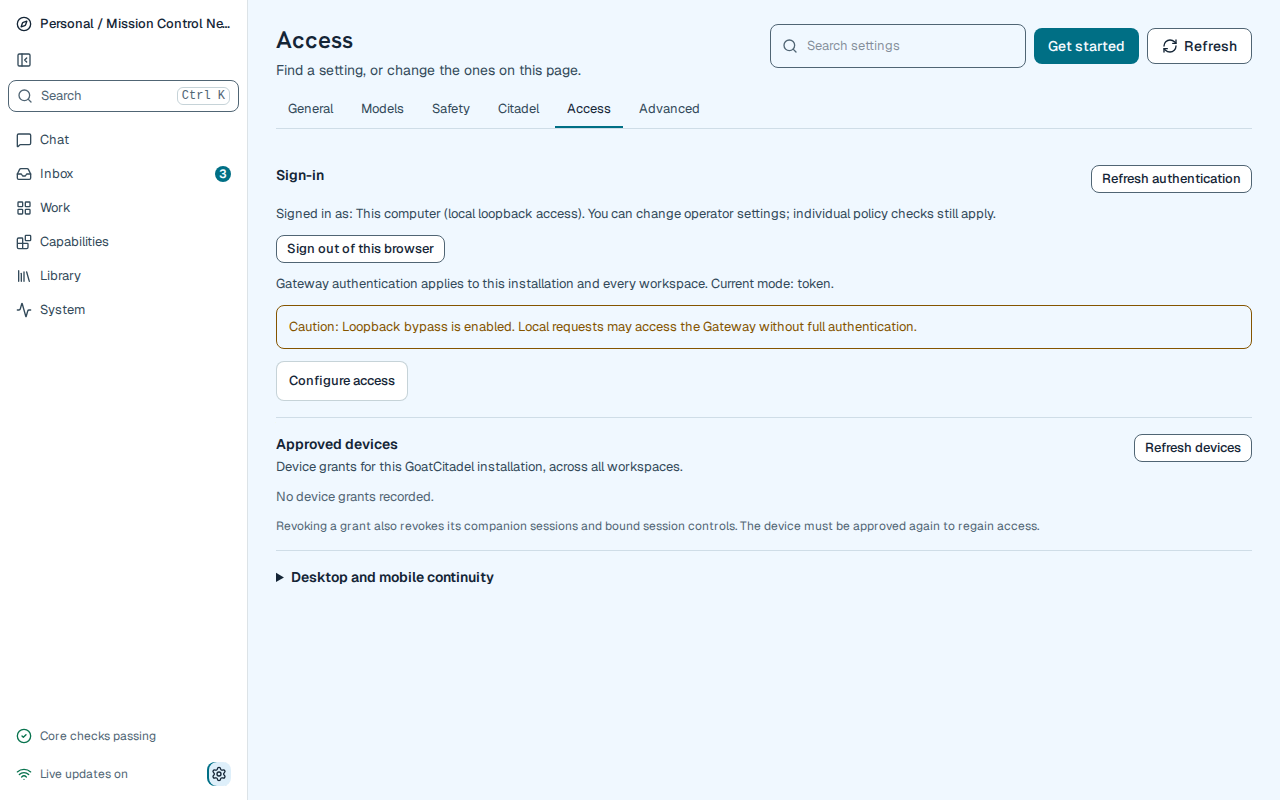 Personal / Mission Control Ne...
Search
Ctrl K
Chat
Inbox
3
Work
Capabilities
Library
System
Core checks passing
Live updates on
Access
Find a setting, or change the ones on this page.
Search settings
Get started
Refresh
General
Models
Safety
Citadel
Access
Advanced
Sign-in
Refresh authentication
Signed in as: This computer (local loopback access). You can change operator settings; individual policy checks still apply.
Sign out of this browser
Gateway authentication applies to this installation and every workspace. Current mode: token.
Caution: Loopback bypass is enabled. Local requests may access the Gateway without full authentication.
Configure access
Approved devices
Refresh devices
Device grants for this GoatCitadel installation, across all workspaces.
No device grants recorded.
Revoking a grant also revokes its companion sessions and bound session controls. The device must be approved again to regain access.
Desktop and mobile continuity